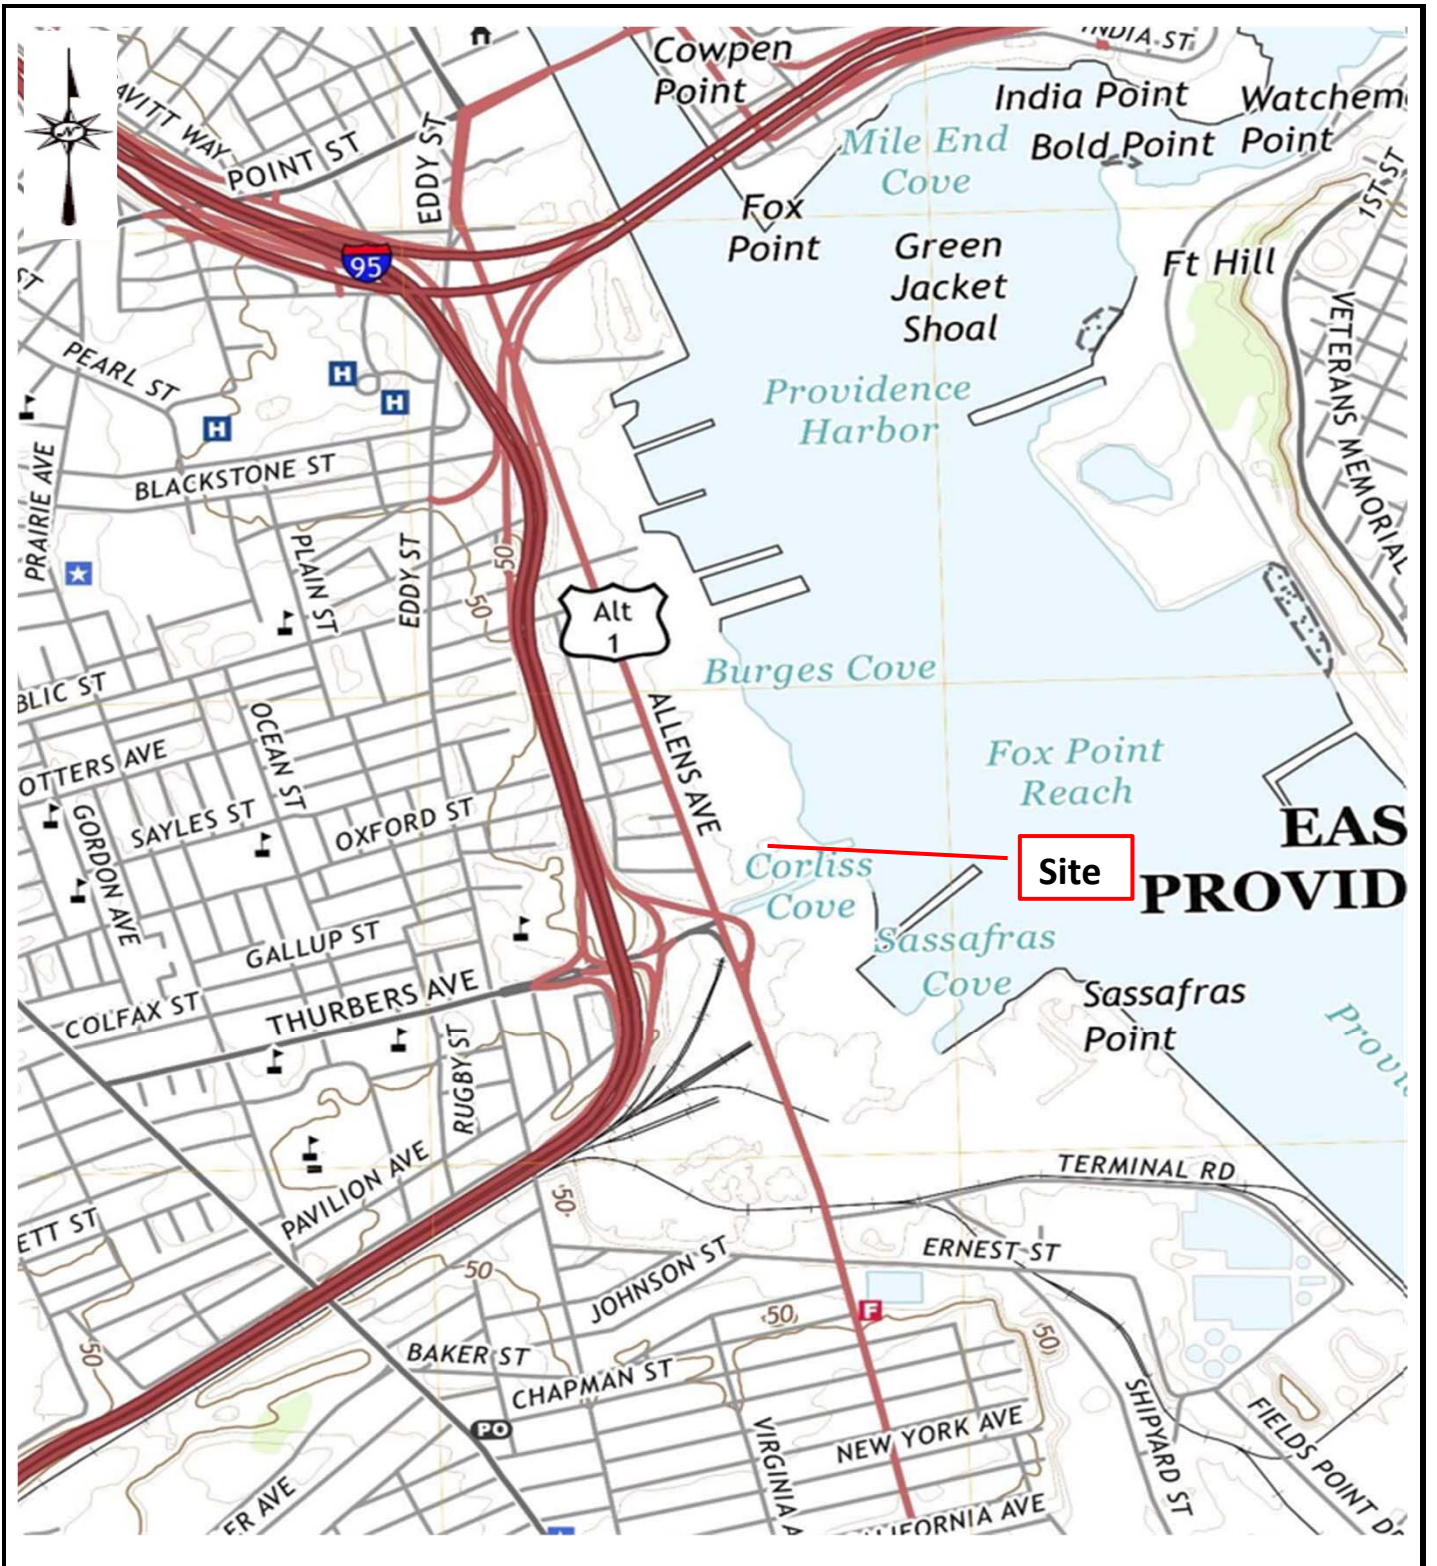 INDIA ST
Cowpen
Point
India Point
Watchem
Point
Bold Point
Mile End
Cove
AVITT WAY
POINT ST
EDDY ST
1ST ST
N
Fox
Point
Green
Jacket
Shoal
Ft Hill
95
ST
PEARL ST
H
H
H
VETERANS MEMORIAL
Providence
Harbor
BLACKSTONE ST
PRAIRIE AVE
PLAIN ST
EDDY ST
50
50
Alt
1
Burges Cove
BLIC ST
OCEAN ST
ALLENS AVE
OTTERS AVE
GORDON AVE
SAYLES ST
OXFORD ST
Fox Point
Reach
EAS
PROVID
Site
Corliss
Cove
Sassafras
Cove
Sassafras
Point
GALLUP ST
COLFAX ST
THURBERS AVE
RUGBY ST
Provi
PAVILION AVE
ETT ST
50
TERMINAL RD
ERNEST ST
JOHNSON ST
50
50
F
50
50
BAKER ST
CHAPMAN ST
PO
VIRGINIA A
NEW YORK AVE
SHIPYARD ST
FIELDS POINT DR
ER AVE
LIFORNIA AVE